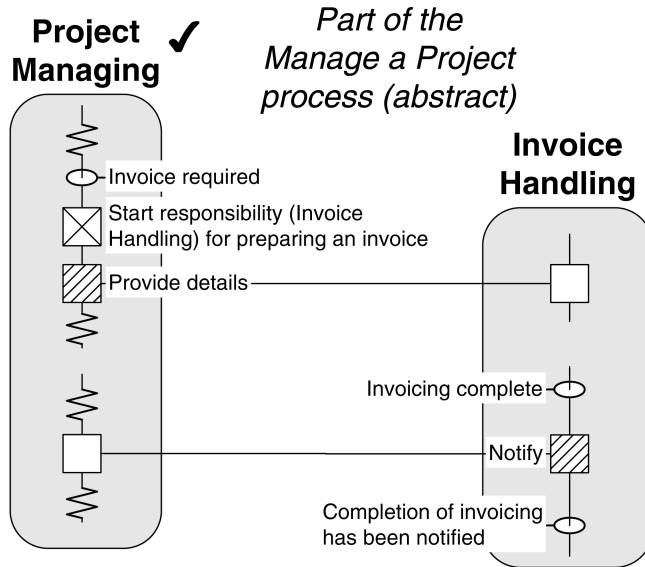 Project
Managing
✓
Part of the
Manage a Project
process (abstract)
Invoice
Handling
Invoice required
Start responsibility (Invoice
Handling) for preparing an invoice
Provide details
Invoicing complete
Notify
Completion of invoicing
has been notified